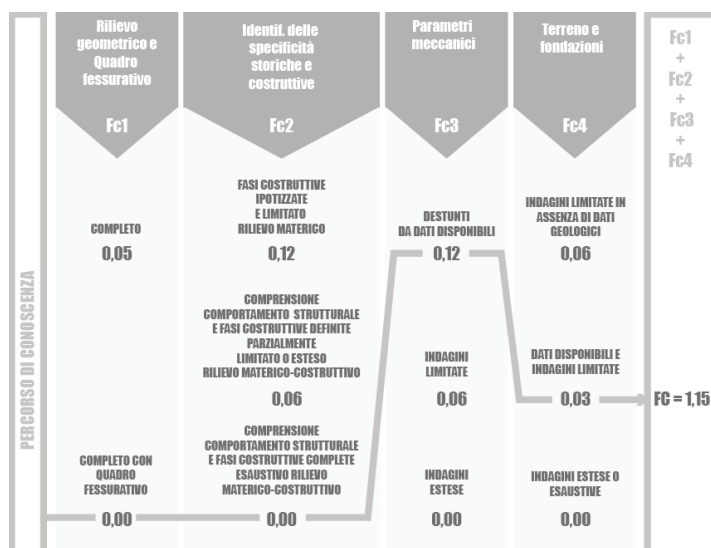 Rilievo
geometrico e
Quadro
fessurativo
Fc1
Identif. delle
specificità
storiche e
costruttive
Fc2
Parametri
meccanici
Fc3
Terreno e
fondazioni
Fc4
Fc1
+
Fc2
+
Fc3
+
Fc4
PERCORSO DI CONOSCENZA
COMPLETO
0,05
FASI COSTRUTTIVE
IPOTIZZATE
E LIMITATO
RILIEVO MATERICO
0,12
DESTUNTI
DA DATI DISPONIBILI
0,12
INDAGINI LIMITATE IN
ASSENZA DI DATI
GEOLOGICI
0,06
COMPRENSIONE
COMPORTAMENTO STRUTTURALE
E FASI COSTRUTTIVE DEFINITE
PARZIALMENTE
LIMITATO O ESTESO
RILIEVO MATERICO-COSTRUTTIVO
0,06
INDAGINI
LIMITATE
0,06
DATI DISPONIBILI E
INDAGINI LIMITATE
0,03
FC = 1,15
COMPLETO CON
QUADRO
FESSURATIVO
0,00
COMPRENSIONE
COMPORTAMENTO STRUTTURALE
E FASI COSTRUTTIVE COMPLETE
ESAUSTIVO RILIEVO
MATERICO-COSTRUTTIVO
0,00
INDAGINI
ESTESE
0,00
INDAGINI ESTESE O
ESAUSTIVE
0,00